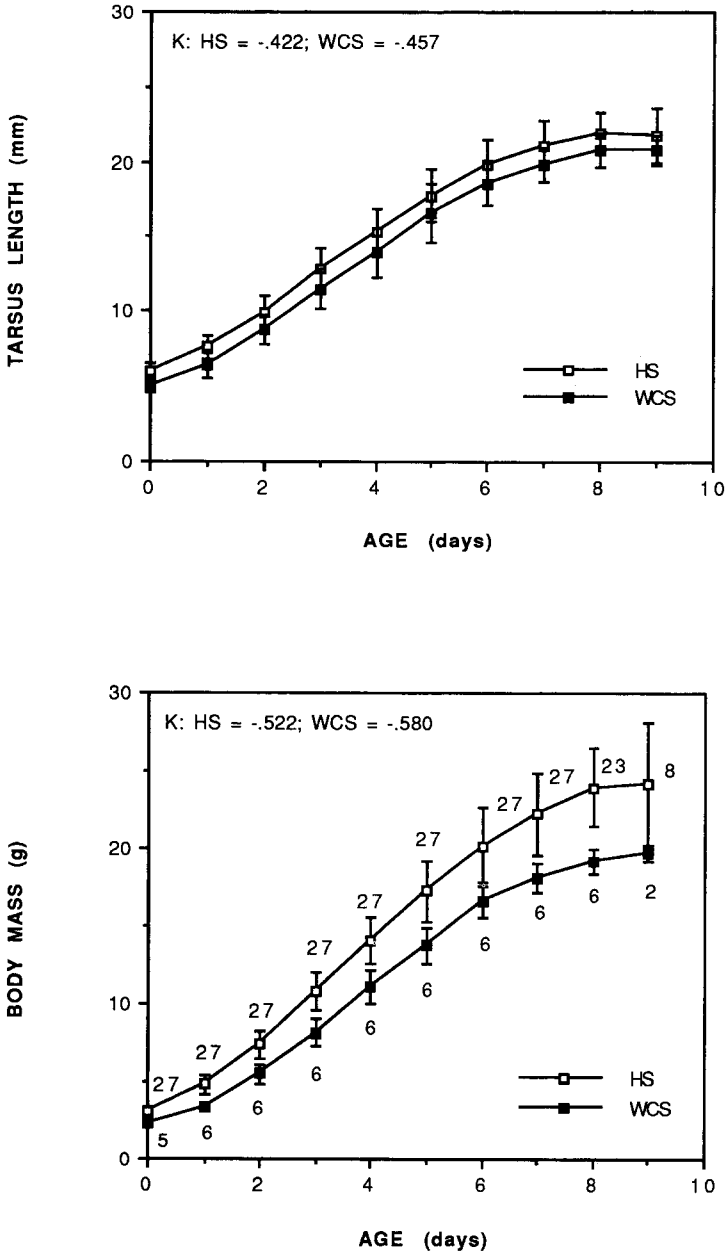 30
K: HS = -.422; WCS = -.457
20
10
0
TARSUS LENGTH (mm)
HS
WCS
0 2 4 6 8 10
AGE (days)
30
K: HS = -.522; WCS = -.580
20
10
0
BODY MASS (g)
27 27 27 27 27 27 27 27 23 8
5 6 6 6 6 6 6 6 6 2
HS
WCS
0 2 4 6 8 10
AGE (days)